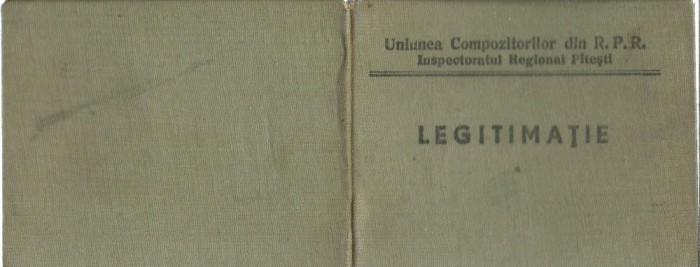 Uniunea Compozitorilor din R. P. R.
Inspectoratul Regional Pitești
LEGITIMAȚIE